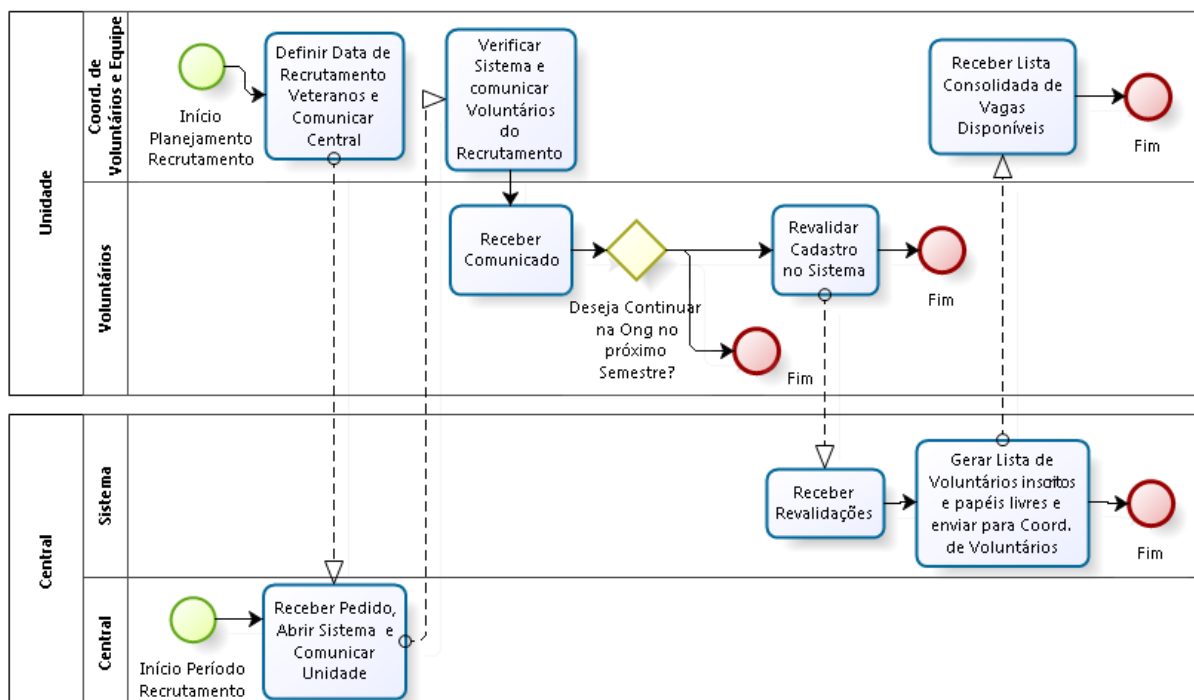 Unidade
Coord. de
Voluntários e Equipe
Início
Planejamento
Recrutamento
Definir Data de
Recrutamento
Veteranos e
Comunicar
Central
Verificar
Sistema e
comunicar
Voluntários
do
Recrutamento
Receber Lista
Consolidada de
Vagas
Disponíveis
Fim
Voluntários
Receber
Comunicado
Deseja Continuar
na Ong no
próximo
Semestre?
Fim
Revalidar
Cadastro
no Sistema
Fim
Central
Sistema
Receber
Revalidações
Gerar Lista de
Voluntários inscritos
e papéis livres e
enviar para Coord.
de Voluntários
Fim
Central
Início Período
Recrutamento
Receber Pedido,
Abrir Sistema e
Comunicar
Unidade